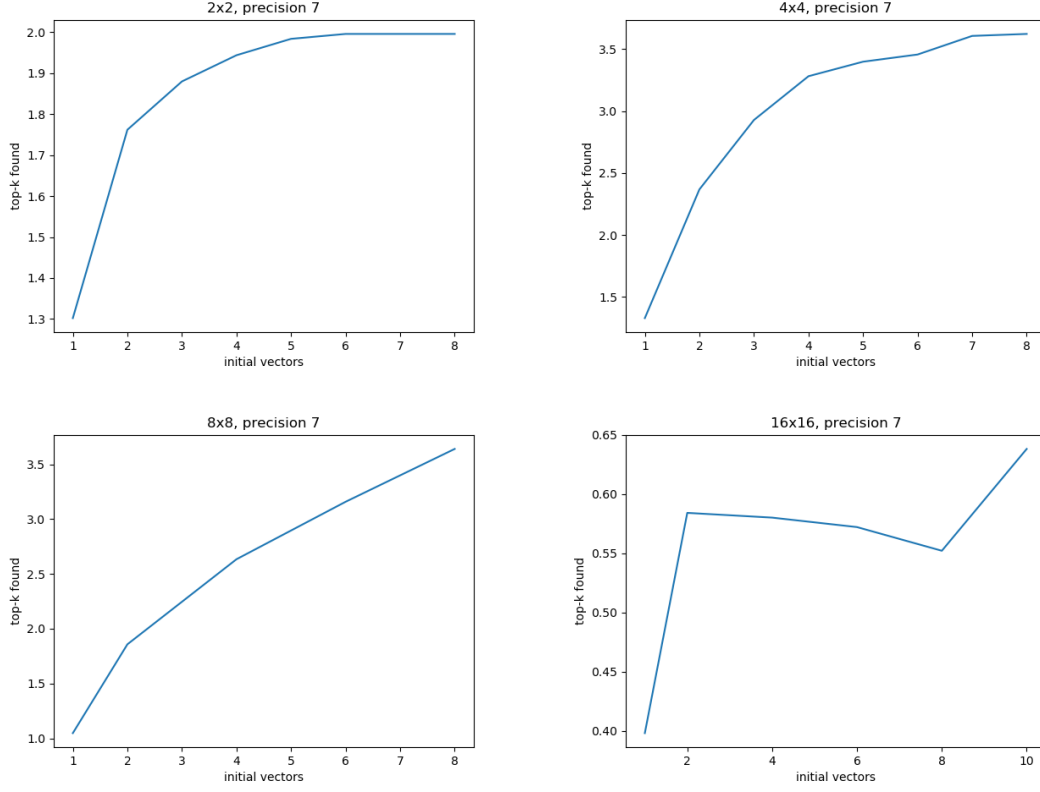 2x2, precision 7
2.0
1.9
1.8
1.7
1.6
1.5
1.4
1.3
top-k found
1 2 3 4 5 6 7 8
initial vectors
4x4, precision 7
3.5
3.0
2.5
2.0
1.5
top-k found
1 2 3 4 5 6 7 8
initial vectors
8x8, precision 7
3.5
3.0
2.5
2.0
1.5
1.0
top-k found
1 2 3 4 5 6 7 8
initial vectors
16x16, precision 7
0.65
0.60
0.55
0.50
0.45
0.40
top-k found
2 4 6 8 10
initial vectors